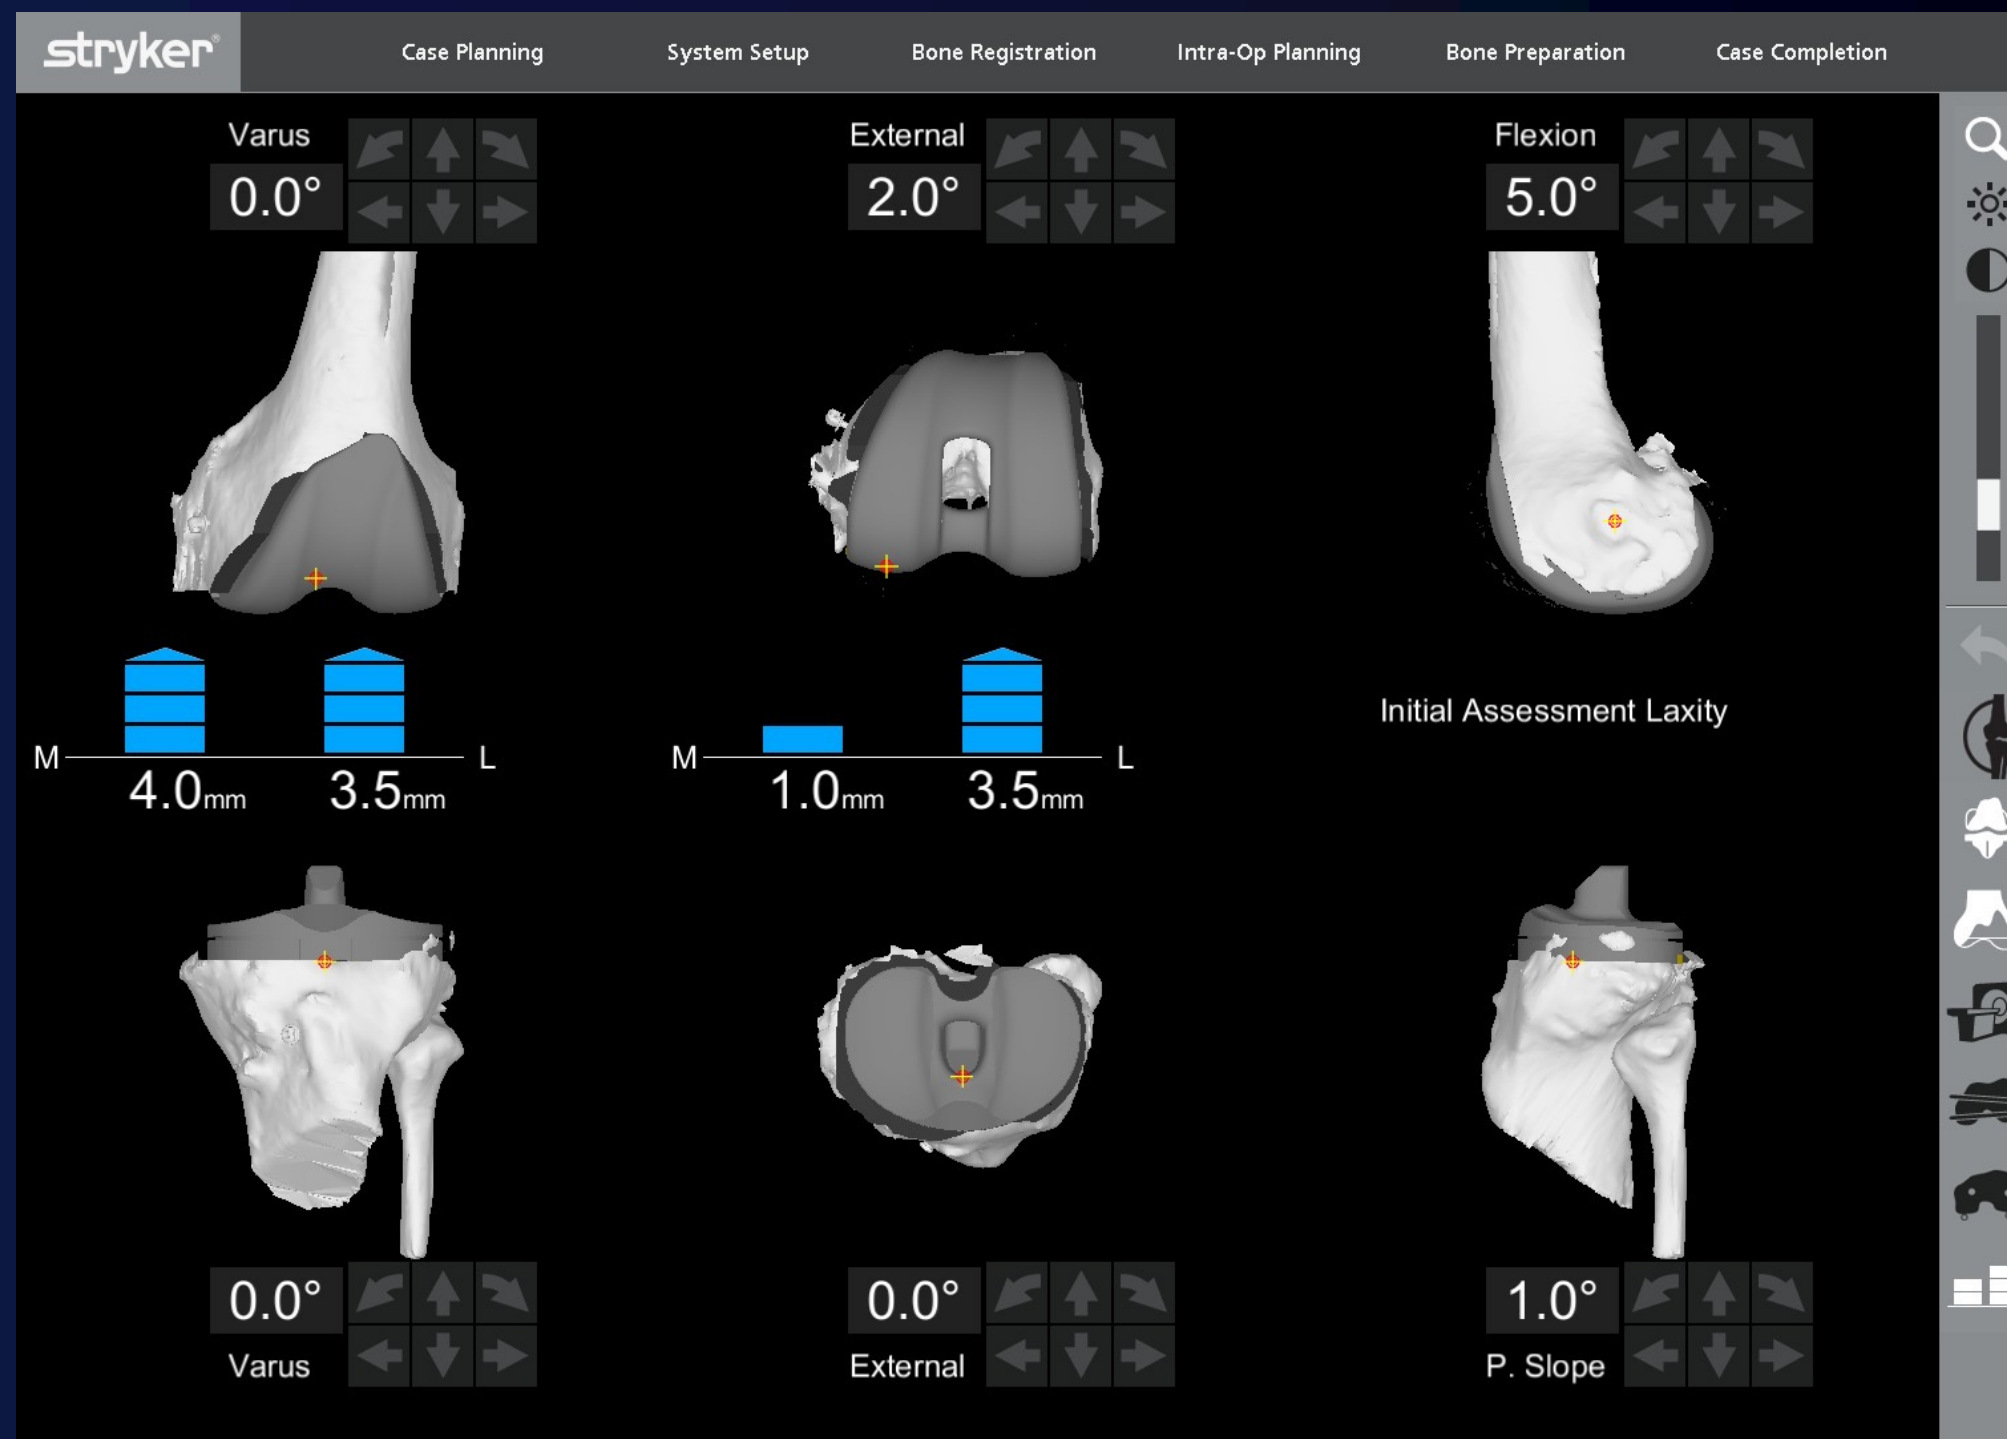 stryker®
Case Planning
System Setup
Bone Registration
Intra-Op Planning
Bone Preparation
Case Completion
Varus
0.0°
External
2.0°
Flexion
5.0°
M
L
4.0mm
3.5mm
M
L
1.0mm
3.5mm
Initial Assessment Laxity
0.0°
Varus
0.0°
External
1.0°
P. Slope